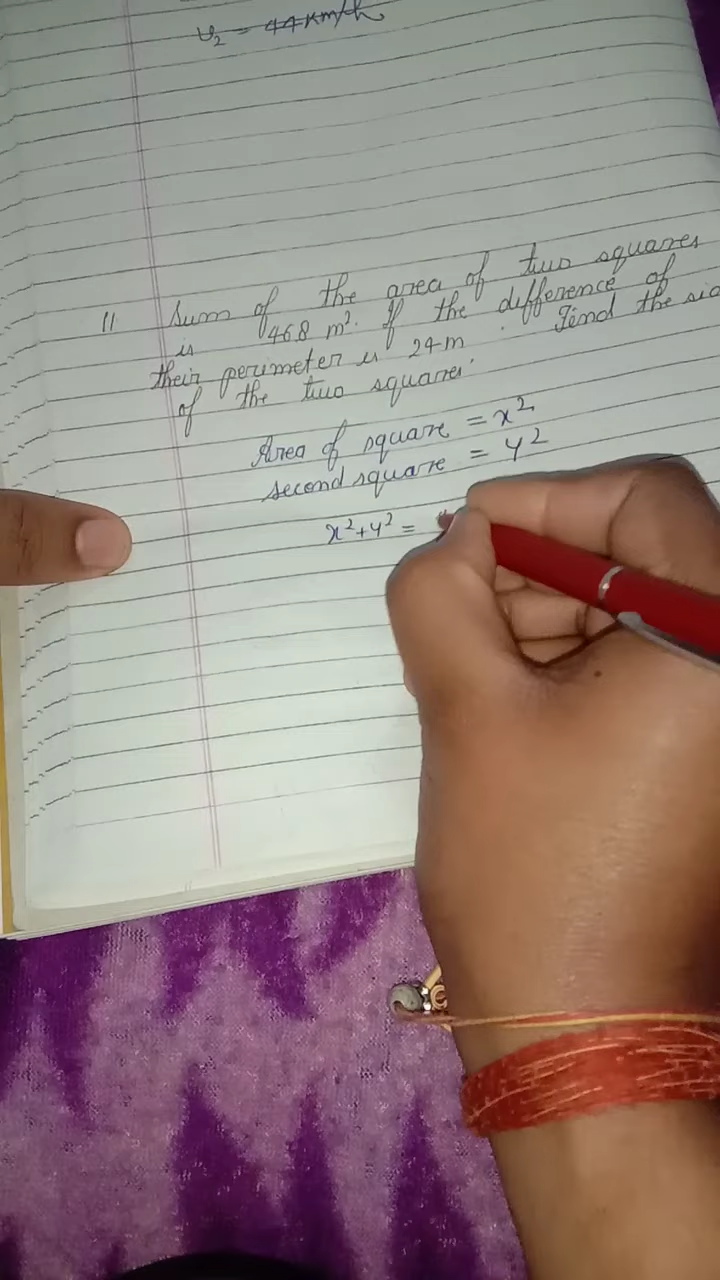 v₂ = 44 km/h
11 Sum of the area of two squares
is 468 m². If the difference of
their perimeter is 24 m. Find the
of the two squares.
Area of square = x²
second square = y²
x²+y² =